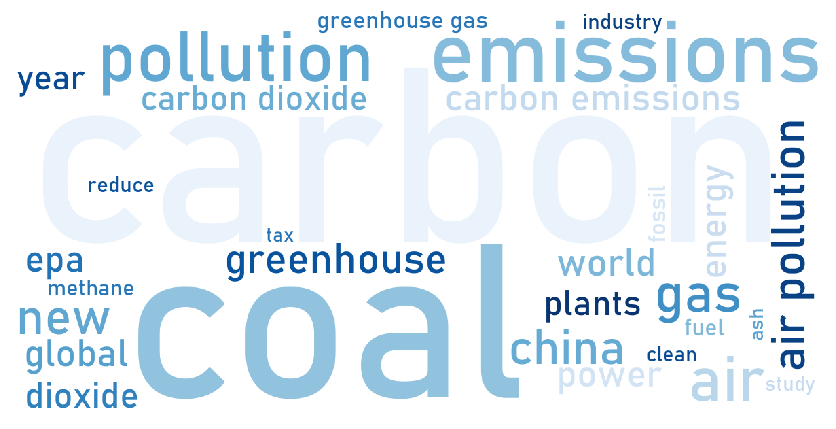 greenhouse gas
industry
pollution
emissions
year
carbon dioxide
carbon emissions
carbon
air pollution
reduce
energy
fossil
tax
epa
greenhouse
world
methane
coal
plants
gas
new
fuel
ash
global
china
clean
power
air
dioxide
study